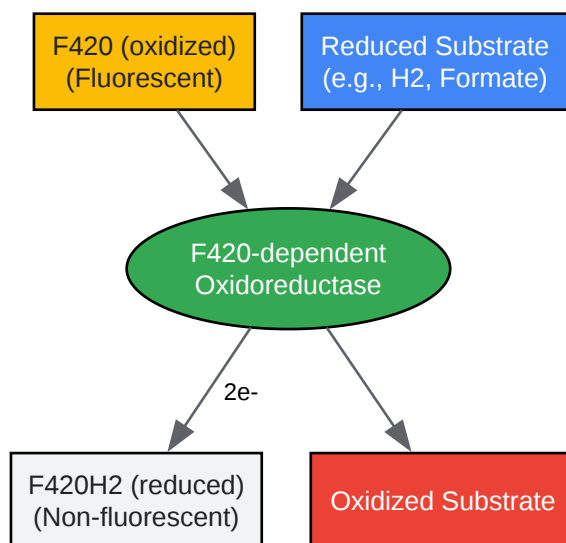 F420 (oxidized)
(Fluorescent)
Reduced Substrate
(e.g., H2, Formate)
F420-dependent
Oxidoreductase
2e-
F420H2 (reduced)
(Non-fluorescent)
Oxidized Substrate